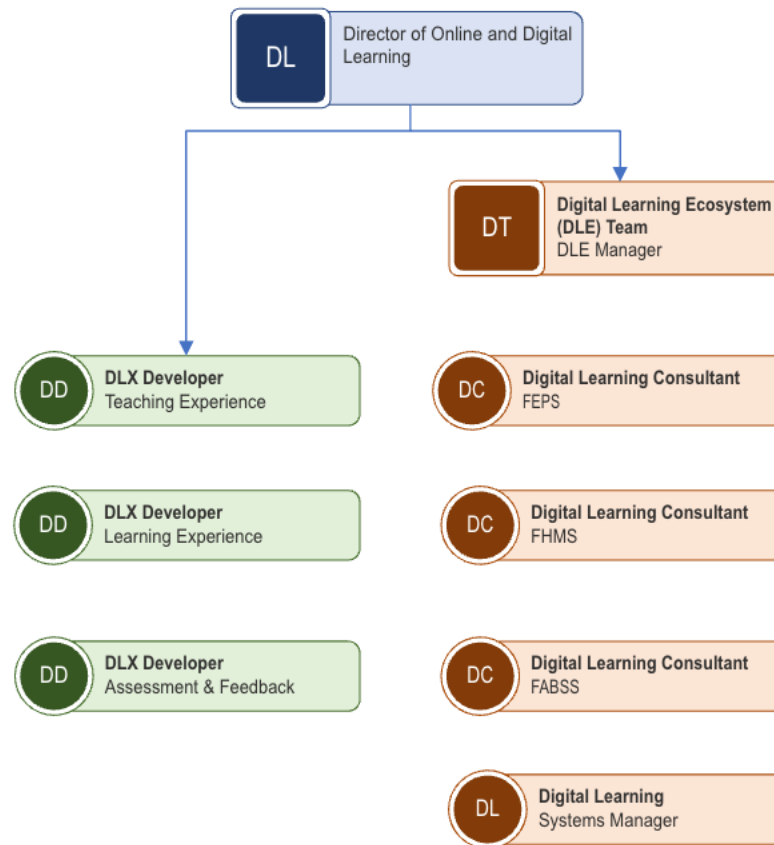 DL
Director of Online and Digital
Learning
DT
Digital Learning Ecosystem
(DLE) Team
DLE Manager
DD
DLX Developer
Teaching Experience
DC
Digital Learning Consultant
FEPS
DD
DLX Developer
Learning Experience
DC
Digital Learning Consultant
FHMS
DD
DLX Developer
Assessment & Feedback
DC
Digital Learning Consultant
FABSS
DL
Digital Learning
Systems Manager